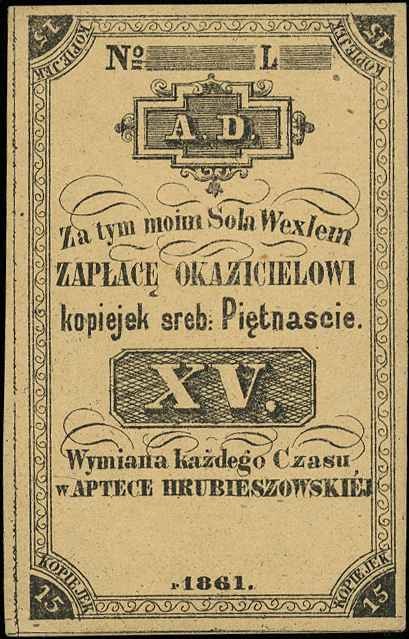 15 KOPIEJEK
15 KOPIEJEK
No L
A. D.
Za tym moim Sola Wexlem
ZAPŁACĘ OKAZICIELOWI
kopiejek sreb: Piętnascie.
XV.
Wymiana każdego Czasu
w APTECE HRUBIESZOWSKIÉJ
r 1861.
KOPIEJEK 15
KOPIEJEK 15